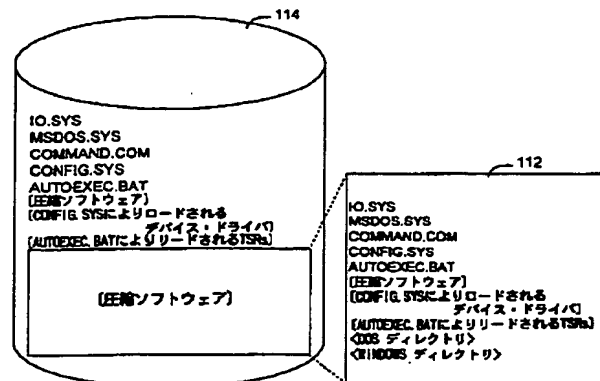 114
IO.SYS
MSDOS.SYS
COMMAND.COM
CONFIG.SYS
AUTOEXEC.BAT
[圧縮ソフトウェア]
[CONFIG.SYSによりロードされる
デバイス・ドライバ]
[AUTOEXEC.BATによりリードされるTSRs]
[圧縮ソフトウェア]
112
IO.SYS
MSDOS.SYS
COMMAND.COM
CONFIG.SYS
AUTOEXEC.BAT
[圧縮ソフトウェア]
[CONFIG.SYSによりロードされる
デバイス・ドライバ]
[AUTOEXEC.BATによりリードされるTSRs]
<DOS ディレクトリ>
<WINDOWS ディレクトリ>